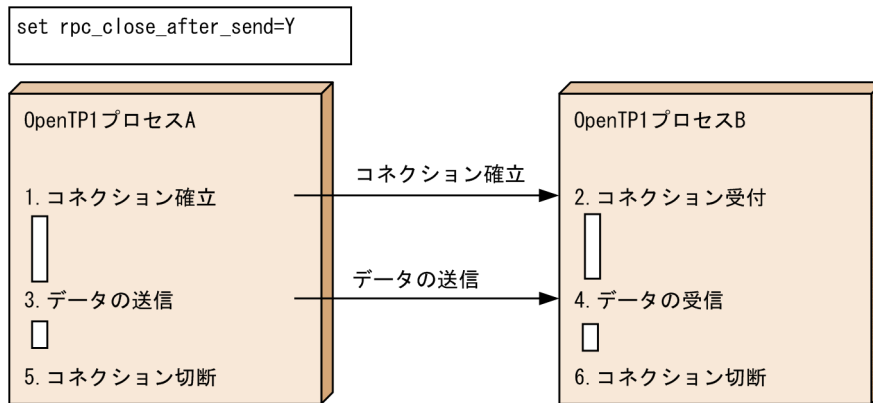 set rpc_close_after_send=Y
OpenTP1プロセスA
OpenTP1プロセスB
コネクション確立
1. コネクション確立
2. コネクション受付
データの送信
3. データの送信
4. データの受信
5. コネクション切断
6. コネクション切断